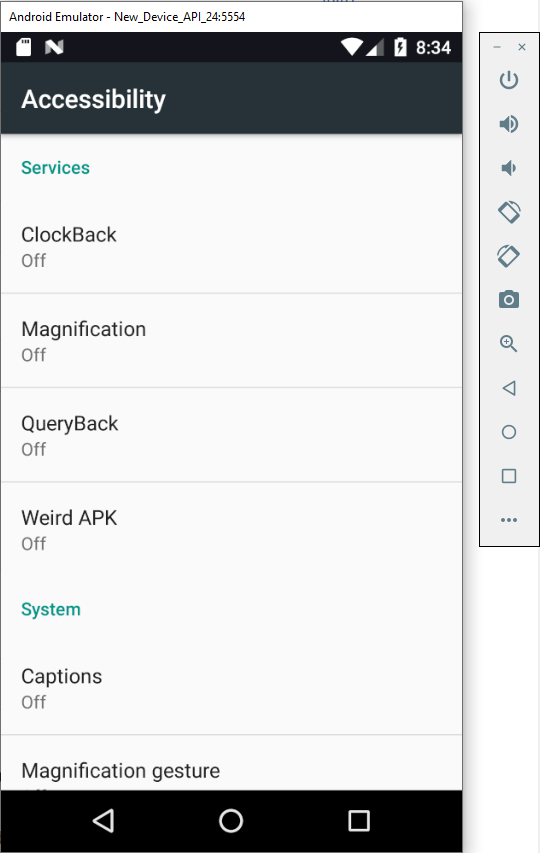 Android Emulator - New_Device_API_24:5554
8:34
Accessibility
Services
ClockBack
Off
Magnification
Off
QueryBack
Off
Weird APK
Off
System
Captions
Off
Magnification gesture